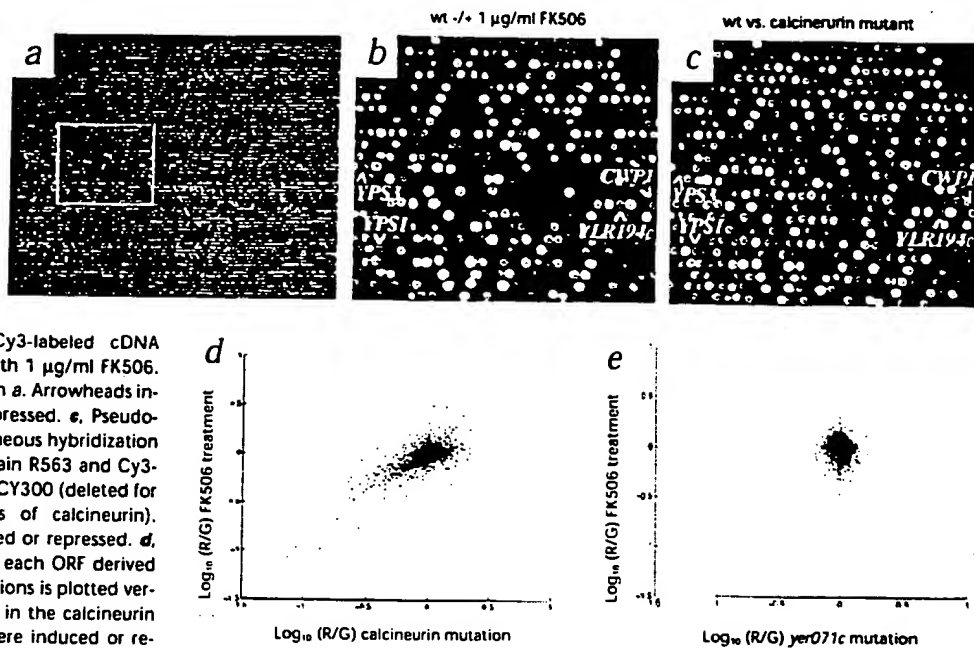 wt -/+ 1 µg/ml FK506
wt vs. calcinerurin mutant
a
b
c
CWP1
YPS3
YPS1
YLR194c
CWP1
YPS3
YPS1
YLR194c
Cy3-labeled cDNA
th 1 µg/ml FK506.
n a. Arrowheads in-
pressed. c, Pseudo-
neous hybridization
ain R563 and Cy3-
CY300 (deleted for
s of calcineurin).
ed or repressed. d,
each ORF derived
ions is plotted ver-
in the calcineurin
ere induced or re-
d
Log₁₀ (R/G) FK506 treatment
Log₁₀ (R/G) calcineurin mutation
e
Log₁₀ (R/G) FK506 treatment
Log₁₀ (R/G) yer071c mutation